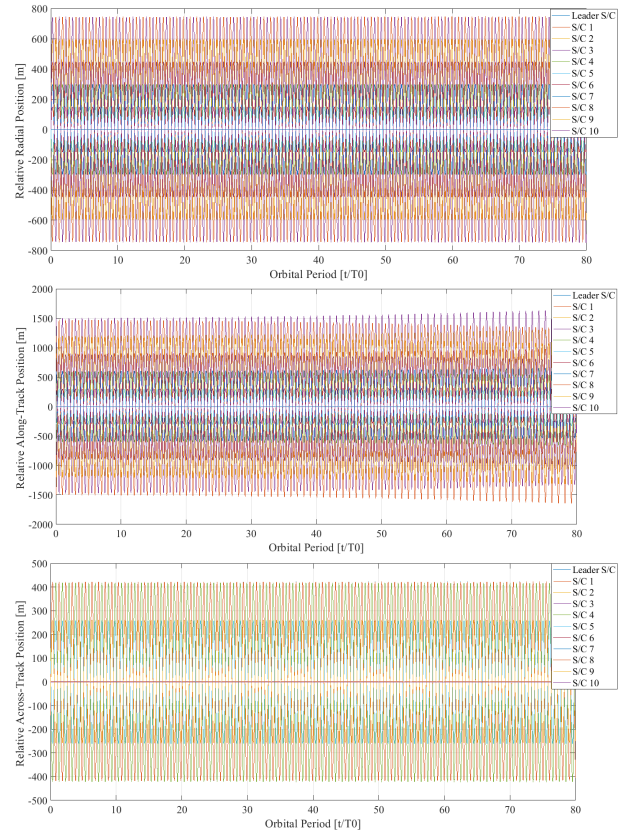 Relative Radial Position [m]
800
600
400
200
0
-200
-400
-600
-800
0
10
20
30
40
50
60
70
80
Orbital Period [t/T0]
Leader S/C
S/C 1
S/C 2
S/C 3
S/C 4
S/C 5
S/C 6
S/C 7
S/C 8
S/C 9
S/C 10
Relative Along-Track Position [m]
2000
1500
1000
500
0
-500
-1000
-1500
-2000
0
10
20
30
40
50
60
70
80
Orbital Period [t/T0]
Leader S/C
S/C 1
S/C 2
S/C 3
S/C 4
S/C 5
S/C 6
S/C 7
S/C 8
S/C 9
S/C 10
Relative Across-Track Position [m]
500
400
300
200
100
0
-100
-200
-300
-400
-500
0
10
20
30
40
50
60
70
80
Orbital Period [t/T0]
Leader S/C
S/C 1
S/C 2
S/C 3
S/C 4
S/C 5
S/C 6
S/C 7
S/C 8
S/C 9
S/C 10